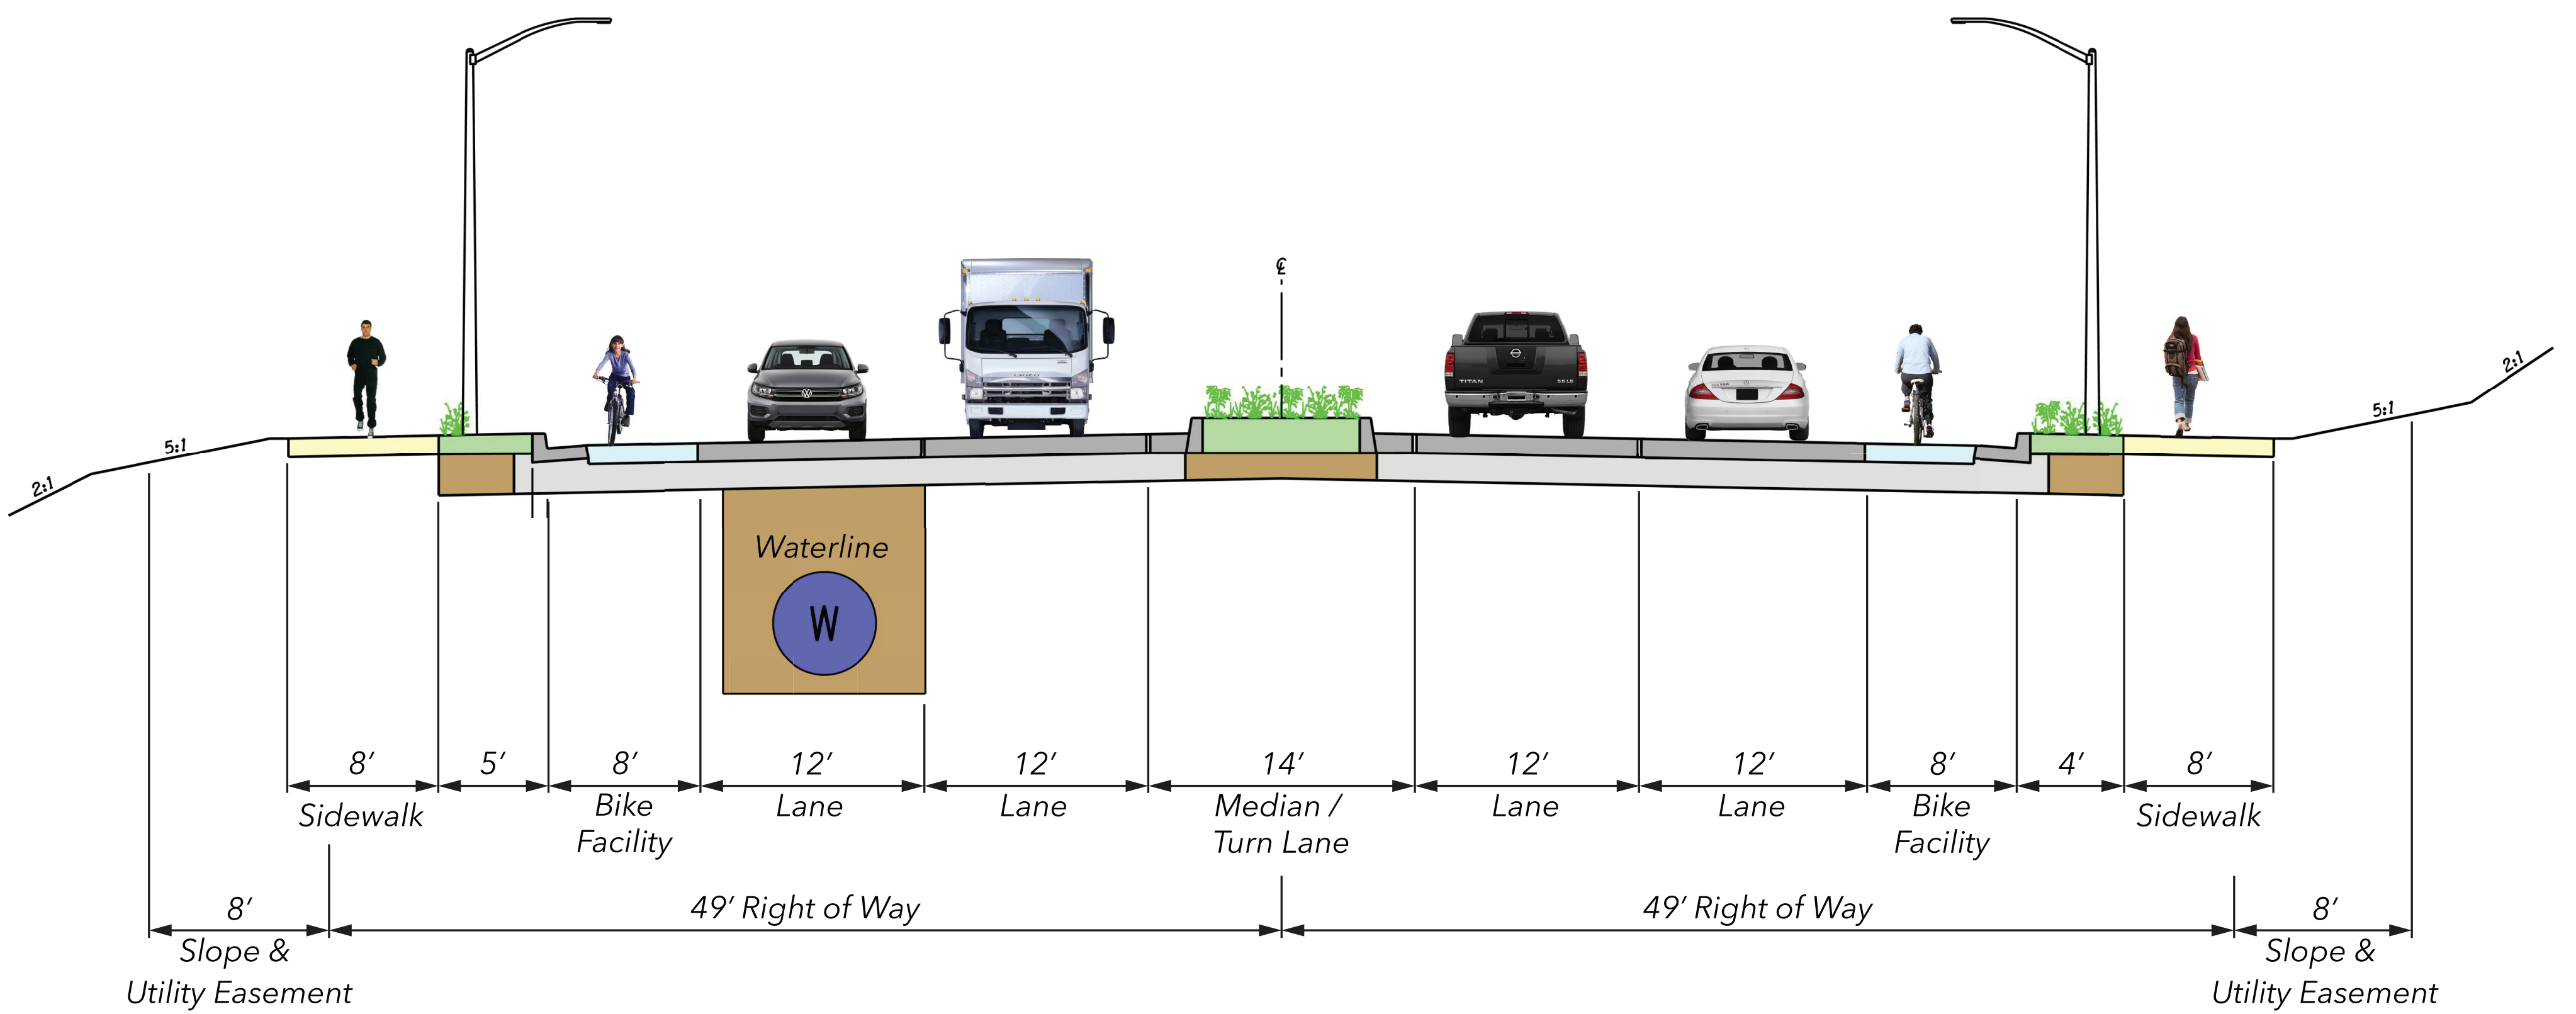 ℄
2:1
5:1
5:1
2:1
TITAN
Waterline
W
8’ 5’ 8’ 12’ 12’ 14’ 12’ 12’ 8’ 4’ 8’
Sidewalk
Bike
Facility
Lane
Lane
Median /
Turn Lane
Lane
Lane
Bike
Facility
Sidewalk
8’ 49’ Right of Way 49’ Right of Way 8’
Slope &
Utility Easement
Slope &
Utility Easement